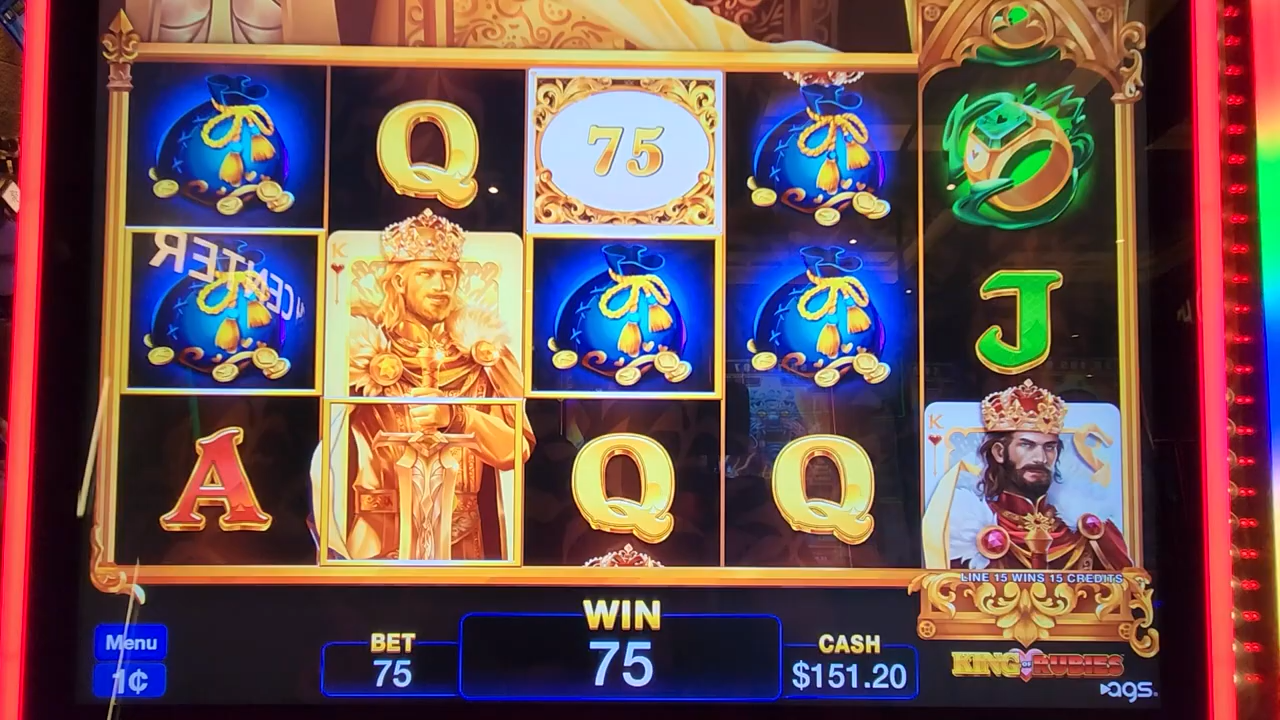 Q
75
K
RETNEC
A
Q
Q
J
K
LINE 15 WINS 15 CREDITS
Menu
1¢
BET
75
WIN
75
CASH
$151.20
KING OF RUBIES
ags